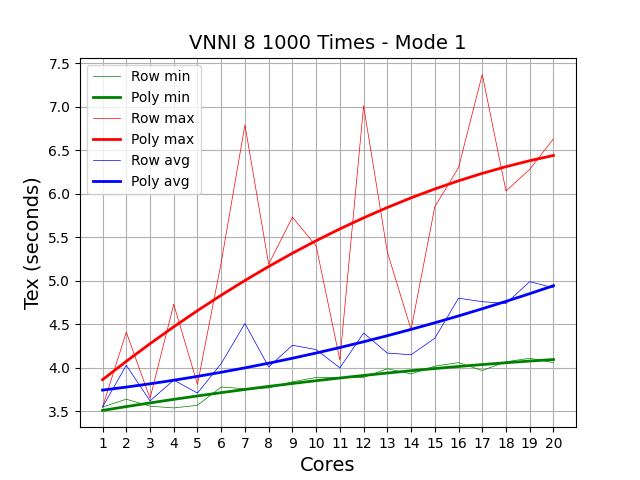 VNNI 8 1000 Times - Mode 1
Tex (seconds)
7.5
7.0
6.5
6.0
5.5
5.0
4.5
4.0
3.5
Row min
Poly min
Row max
Poly max
Row avg
Poly avg
1 2 3 4 5 6 7 8 9 10 11 12 13 14 15 16 17 18 19 20
Cores